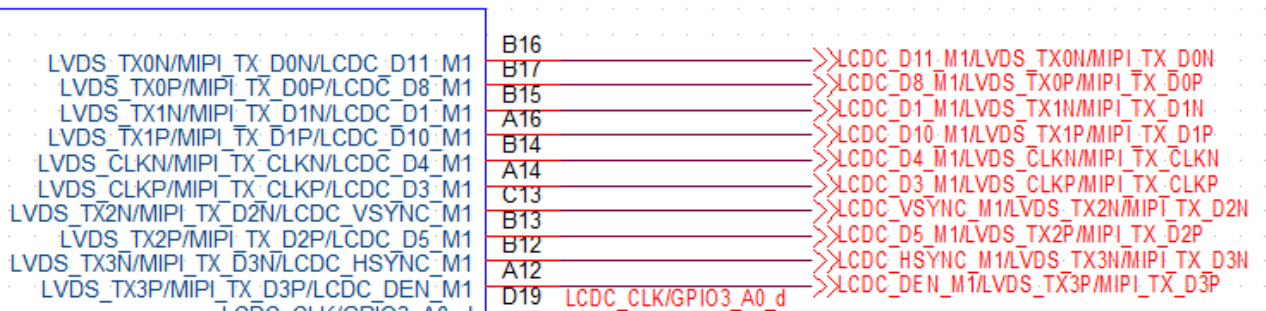 LVDS_TX0N/MIPI_TX_D0N/LCDC_D11_M1 B16 LCDC_D11_M1/LVDS_TX0N/MIPI_TX_D0N
LVDS_TX0P/MIPI_TX_D0P/LCDC_D8_M1 B17 LCDC_D8_M1/LVDS_TX0P/MIPI_TX_D0P
LVDS_TX1N/MIPI_TX_D1N/LCDC_D1_M1 B15 LCDC_D1_M1/LVDS_TX1N/MIPI_TX_D1N
LVDS_TX1P/MIPI_TX_D1P/LCDC_D10_M1 A16 LCDC_D10_M1/LVDS_TX1P/MIPI_TX_D1P
LVDS_CLKN/MIPI_TX_CLKN/LCDC_D4_M1 B14 LCDC_D4_M1/LVDS_CLKN/MIPI_TX_CLKN
LVDS_CLKP/MIPI_TX_CLKP/LCDC_D3_M1 A14 LCDC_D3_M1/LVDS_CLKP/MIPI_TX_CLKP
LVDS_TX2N/MIPI_TX_D2N/LCDC_VSYNC_M1 C13 LCDC_VSYNC_M1/LVDS_TX2N/MIPI_TX_D2N
LVDS_TX2P/MIPI_TX_D2P/LCDC_D5_M1 B13 LCDC_D5_M1/LVDS_TX2P/MIPI_TX_D2P
LVDS_TX3N/MIPI_TX_D3N/LCDC_HSYNC_M1 B12 LCDC_HSYNC_M1/LVDS_TX3N/MIPI_TX_D3N
LVDS_TX3P/MIPI_TX_D3P/LCDC_DEN_M1 A12 LCDC_DEN_M1/LVDS_TX3P/MIPI_TX_D3P
LCDC_CLK/GPIO3_A0_d D19 LCDC_CLK/GPIO3_A0_d